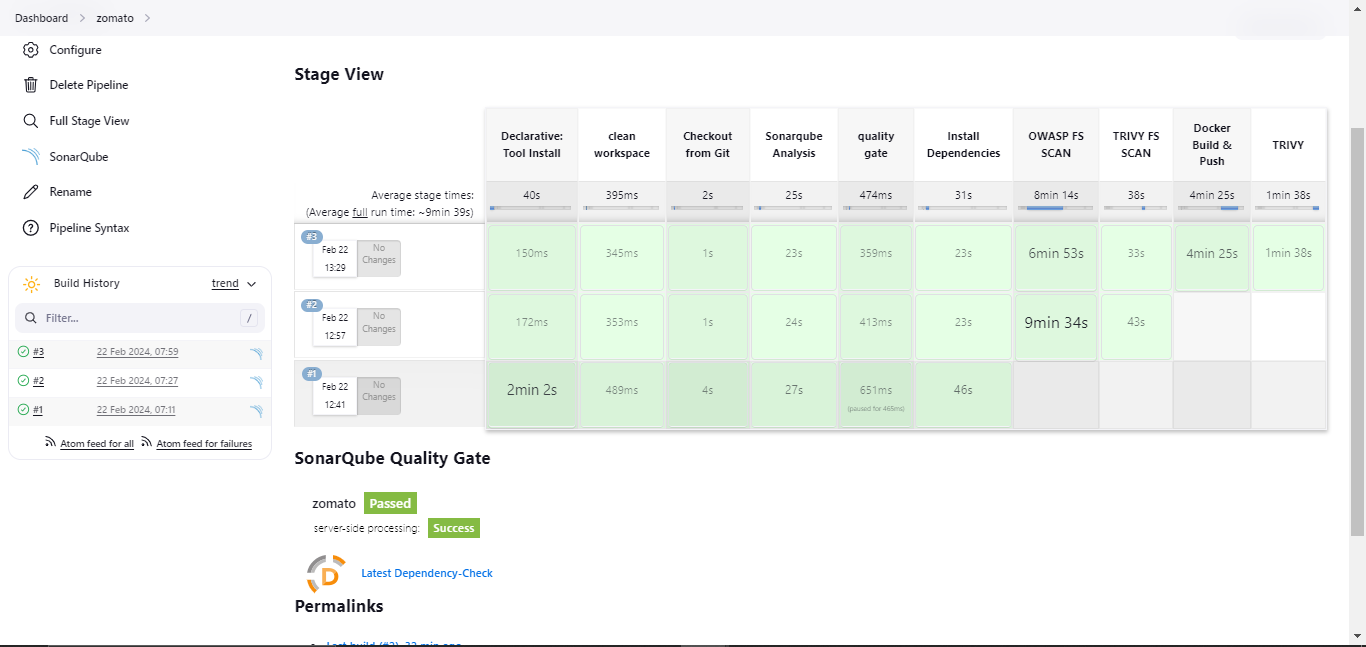 Dashboard > zomato >
Configure
Delete Pipeline
Full Stage View
SonarQube
Rename
Pipeline Syntax
Build History trend
Filter... /
#3 22 Feb 2024, 07:59
#2 22 Feb 2024, 07:27
#1 22 Feb 2024, 07:11
Atom feed for all Atom feed for failures
Stage View
Declarative: Tool Install
clean workspace
Checkout from Git
Sonarqube Analysis
quality gate
Install Dependencies
OWASP FS SCAN
TRIVY FS SCAN
Docker Build & Push
TRIVY
Average stage times:
(Average full run time: ~9min 39s)
40s 395ms 2s 25s 474ms 31s 8min 14s 38s 4min 25s 1min 38s
#3
Feb 22
13:29
No Changes
150ms 345ms 1s 23s 359ms 23s 6min 53s 33s 4min 25s 1min 38s
#2
Feb 22
12:57
No Changes
172ms 353ms 1s 24s 413ms 23s 9min 34s 43s
#1
Feb 22
12:41
No Changes
2min 2s 489ms 4s 27s 651ms 46s
(paused for 465ms)
SonarQube Quality Gate
zomato Passed
server-side processing: Success
D
Latest Dependency-Check
Permalinks